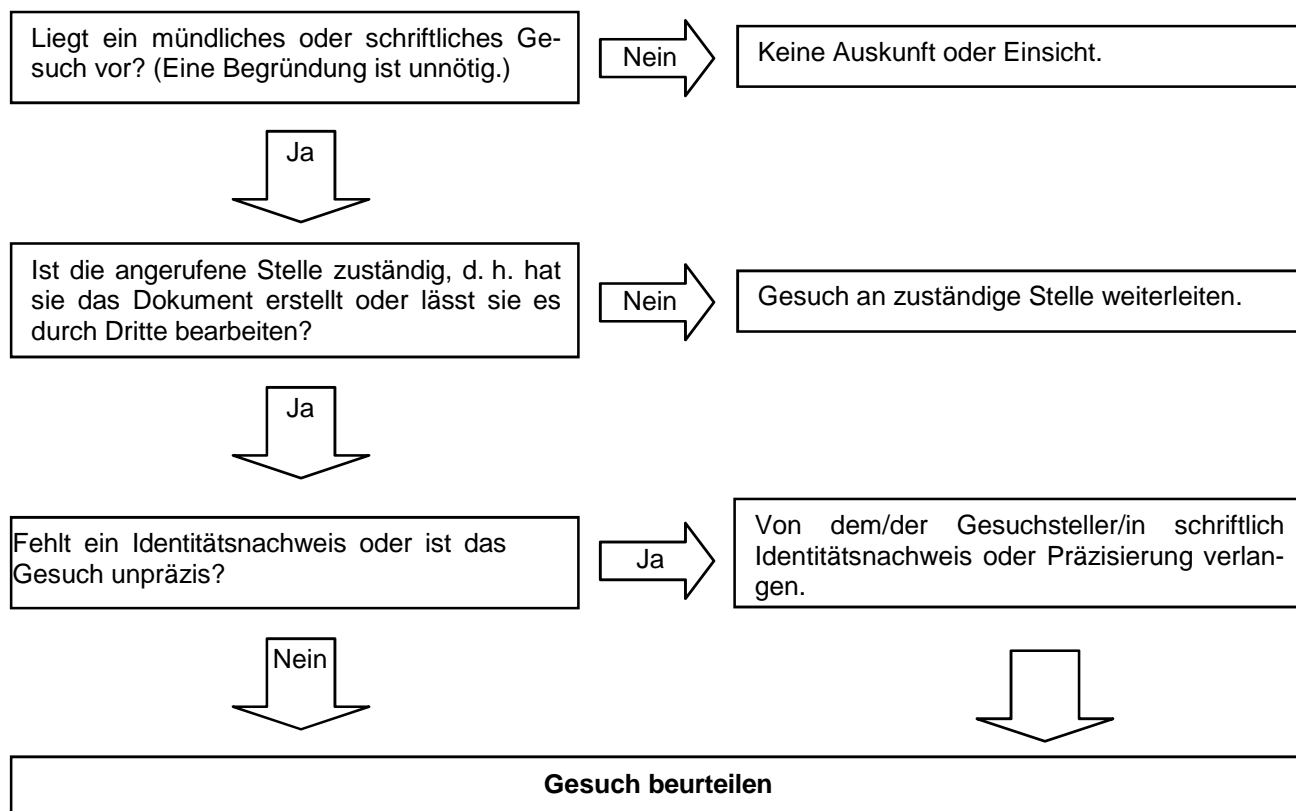 Liegt ein mündliches oder schriftliches Ge-
such vor? (Eine Begründung ist unnötig.)
Nein
Keine Auskunft oder Einsicht.
Ja
Ist die angerufene Stelle zuständig, d. h. hat
sie das Dokument erstellt oder lässt sie es
durch Dritte bearbeiten?
Nein
Gesuch an zuständige Stelle weiterleiten.
Ja
Fehlt ein Identitätsnachweis oder ist das
Gesuch unpräzis?
Ja
Von dem/der Gesuchsteller/in schriftlich
Identitätsnachweis oder Präzisierung verlan-
gen.
Nein
Gesuch beurteilen